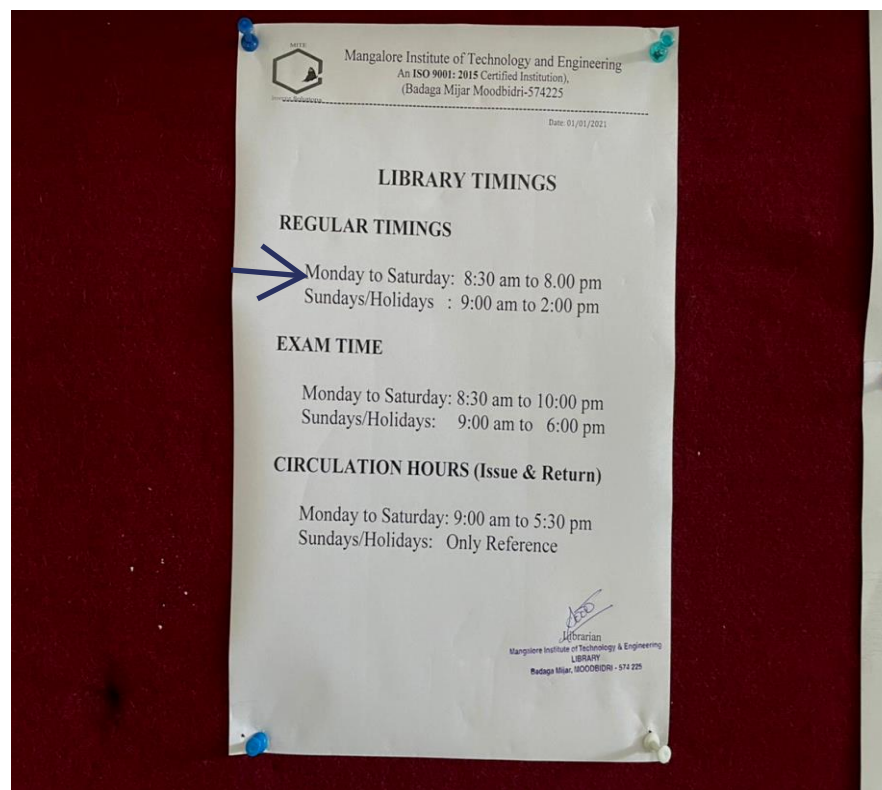 MITE
Mangalore Institute of Technology and Engineering
An ISO 9001: 2015 Certified Institution),
(Badaga Mijar Moodbidri-574225
Date: 01/01/2021
LIBRARY TIMINGS
REGULAR TIMINGS
Monday to Saturday: 8:30 am to 8.00 pm
Sundays/Holidays : 9:00 am to 2:00 pm
EXAM TIME
Monday to Saturday: 8:30 am to 10:00 pm
Sundays/Holidays: 9:00 am to 6:00 pm
CIRCULATION HOURS (Issue & Return)
Monday to Saturday: 9:00 am to 5:30 pm
Sundays/Holidays: Only Reference
Librarian
Mangalore Institute of Technology & Engineering
LIBRARY
Badaga Mijar, MOODBIDRI - 574 225